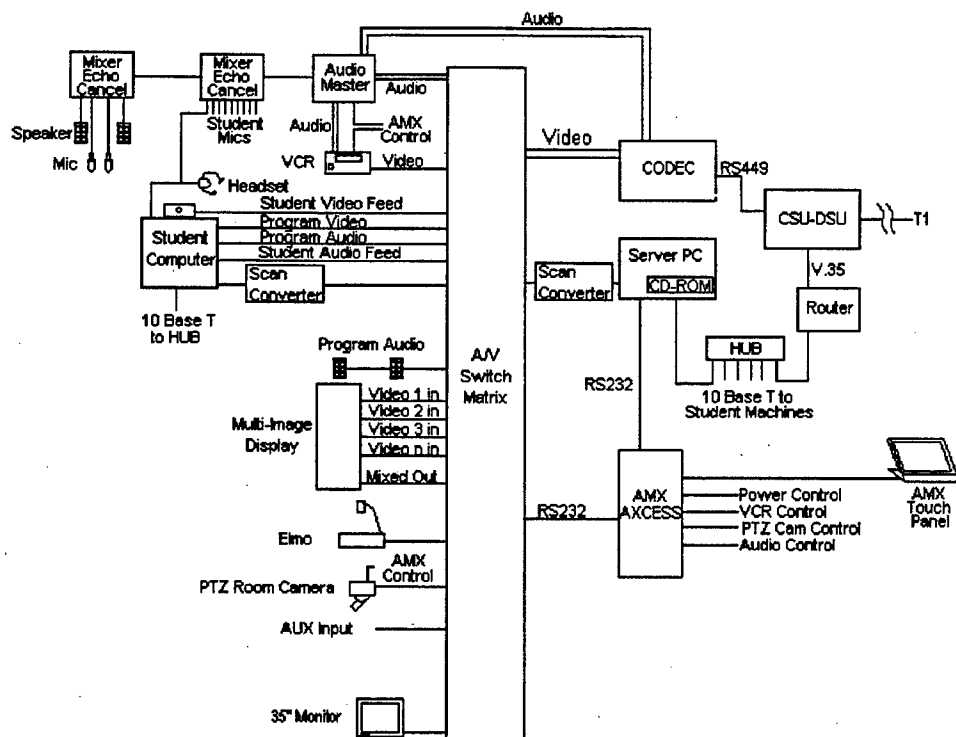 Audio
Mixer
Echo
Cancel
Mixer
Echo
Cancel
Audio
Master
Audio
Student
Mics
Audio
AMX
Control
Speaker
Mic
VCR
Video
Video
CODEC
RS449
CSU-DSU
T1
Headset
Student Video Feed
Program Video
Program Audio
Student Audio Feed
Student
Computer
Scan
Converter
10 Base T
to HUB
Scan
Converter
Server PC
CD-ROM
V.35
Router
HUB
10 Base T to
Student Machines
RS232
Program Audio
A/V
Switch
Matrix
Multi-Image
Display
Video 1 in
Video 2 in
Video 3 in
Video n in
Mixed Out
RS232
AMX
AXCESS
AMX
Touch
Panel
Power Control
VCR Control
PTZ Cam Control
Audio Control
Elmo
AMX
Control
PTZ Room Camera
AUX Input
35" Monitor